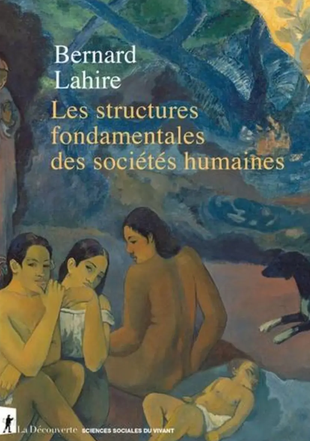 Bernard
Lahire
Les structures
fondamentales
des sociétés humaines
La Découverte SCIENCES SOCIALES DU VIVANT